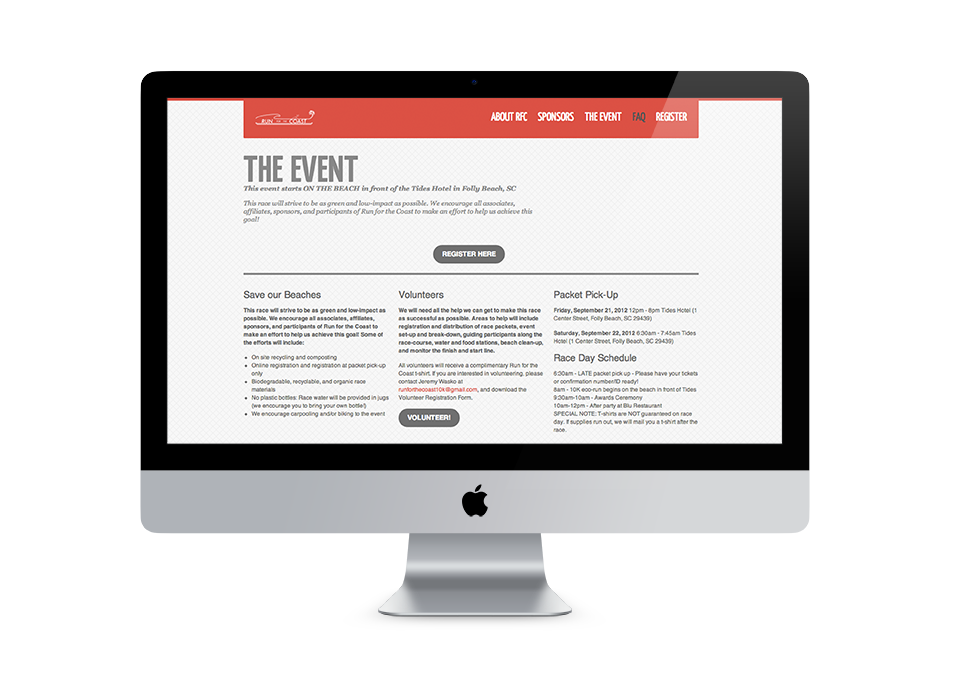 RUN FOR THE COAST
ABOUT RFC SPONSORS THE EVENT FAQ REGISTER
THE EVENT
This event starts ON THE BEACH in front of the Tides Hotel in Folly Beach, SC
This race will strive to be as green and low-impact as possible. We encourage all associates,
affiliates, sponsors, and participants of Run for the Coast to make an effort to help us achieve this
goal!
REGISTER HERE
Save our Beaches
This race will strive to be as green and low-impact as
possible. We encourage all associates, affiliates,
sponsors, and participants of Run for the Coast to
make an effort to help us achieve this goal! Some of
the efforts will include:
• On site recycling and composting
• Online registration and registration at packet pick-up
only
• Biodegradable, recyclable, and organic race
materials
• No plastic bottles: Race water will be provided in jugs
(we encourage you to bring your own bottle!)
• We encourage carpooling and/or biking to the event
Volunteers
We will need all the help we can get to make this race
as successful as possible. Areas to help will include
registration and distribution of race packets, event
set-up and break-down, guiding participants along the
race-course, water and food stations, beach clean-up,
and monitor the finish and start line.
All volunteers will receive a complimentary Run for the
Coast t-shirt. If you are interested in volunteering, please
contact Jeremy Wasko at
runforthecoast10k@gmail.com, and download the
Volunteer Registration Form.
VOLUNTEER!
Packet Pick-Up
Friday, September 21, 2012 12pm - 8pm Tides Hotel (1
Center Street, Folly Beach, SC 29439)
Saturday, September 22, 2012 6:30am - 7:45am Tides
Hotel (1 Center Street, Folly Beach, SC 29439)
Race Day Schedule
6:30am - LATE packet pick up - Please have your tickets
or confirmation number/ID ready!
8am - 10K eco-run begins on the beach in front of Tides
9:30am-10am - Awards Ceremony
10am-12pm - After party at Blu Restaurant
SPECIAL NOTE: T-shirts are NOT guaranteed on race
day. If supplies run out, we will mail you a t-shirt after the
race.